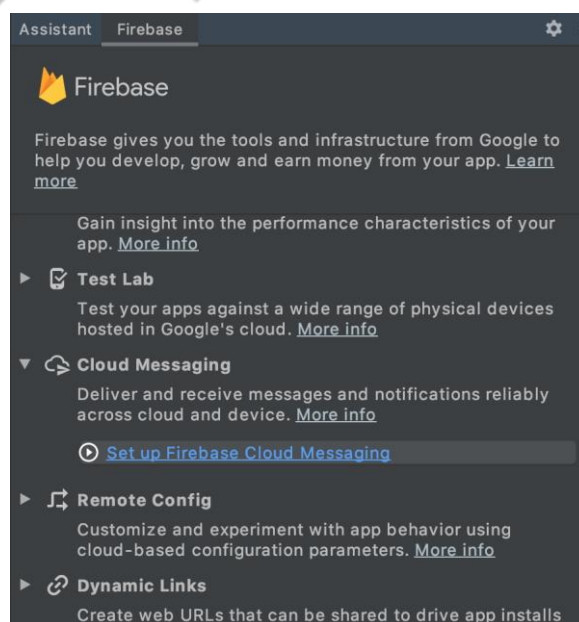 Assistant Firebase
Firebase
Firebase gives you the tools and infrastructure from Google to
help you develop, grow and earn money from your app. Learn
more
Gain insight into the performance characteristics of your
app. More info
Test Lab
Test your apps against a wide range of physical devices
hosted in Google's cloud. More info
Cloud Messaging
Deliver and receive messages and notifications reliably
across cloud and device. More info
Set up Firebase Cloud Messaging
Remote Config
Customize and experiment with app behavior using
cloud-based configuration parameters. More info
Dynamic Links
Create web URLs that can be shared to drive app installs